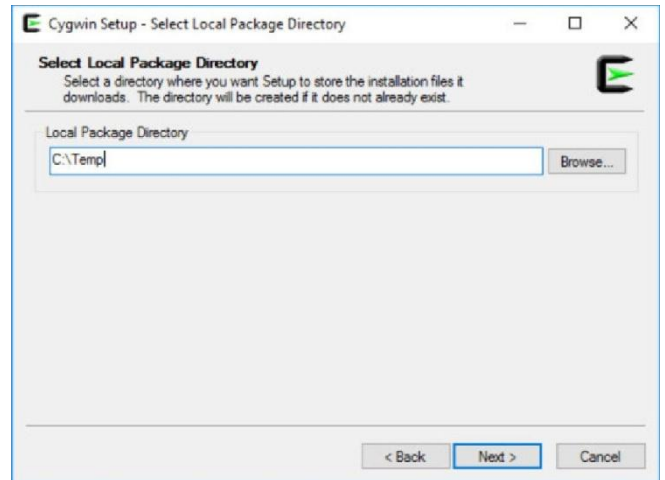 Cygwin Setup - Select Local Package Directory
Select Local Package Directory
Select a directory where you want Setup to store the installation files it
downloads. The directory will be created if it does not already exist.
Local Package Directory
C:\Temp
Browse...
< Back
Next >
Cancel